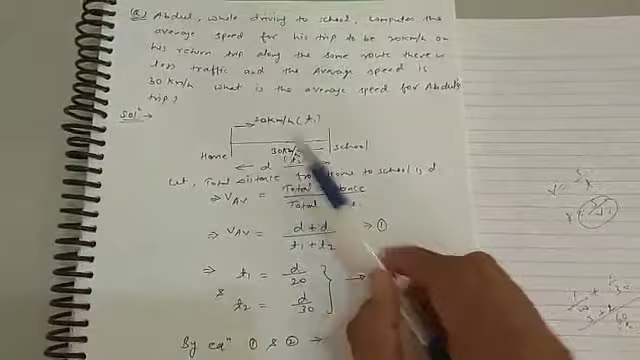 (Q) Abdul, while driving to school, computes the
average speed for his trip to be 20km/h on
his return trip along the same route there is
less traffic and the Average speed is
30 km/h what is the average speed for Abdul's
trip?
Sol^n →
→ 20km/h (t1)
30km/h
Home school
← d
Let, Total distance from home to school is d
⇒ VAV = Total distance / Total
⇒ VAV = d+d / t1+t2 ⇒ ①
⇒ t1 = d/20
&
t2 = d/30 } →
By eq^n ① & ② →